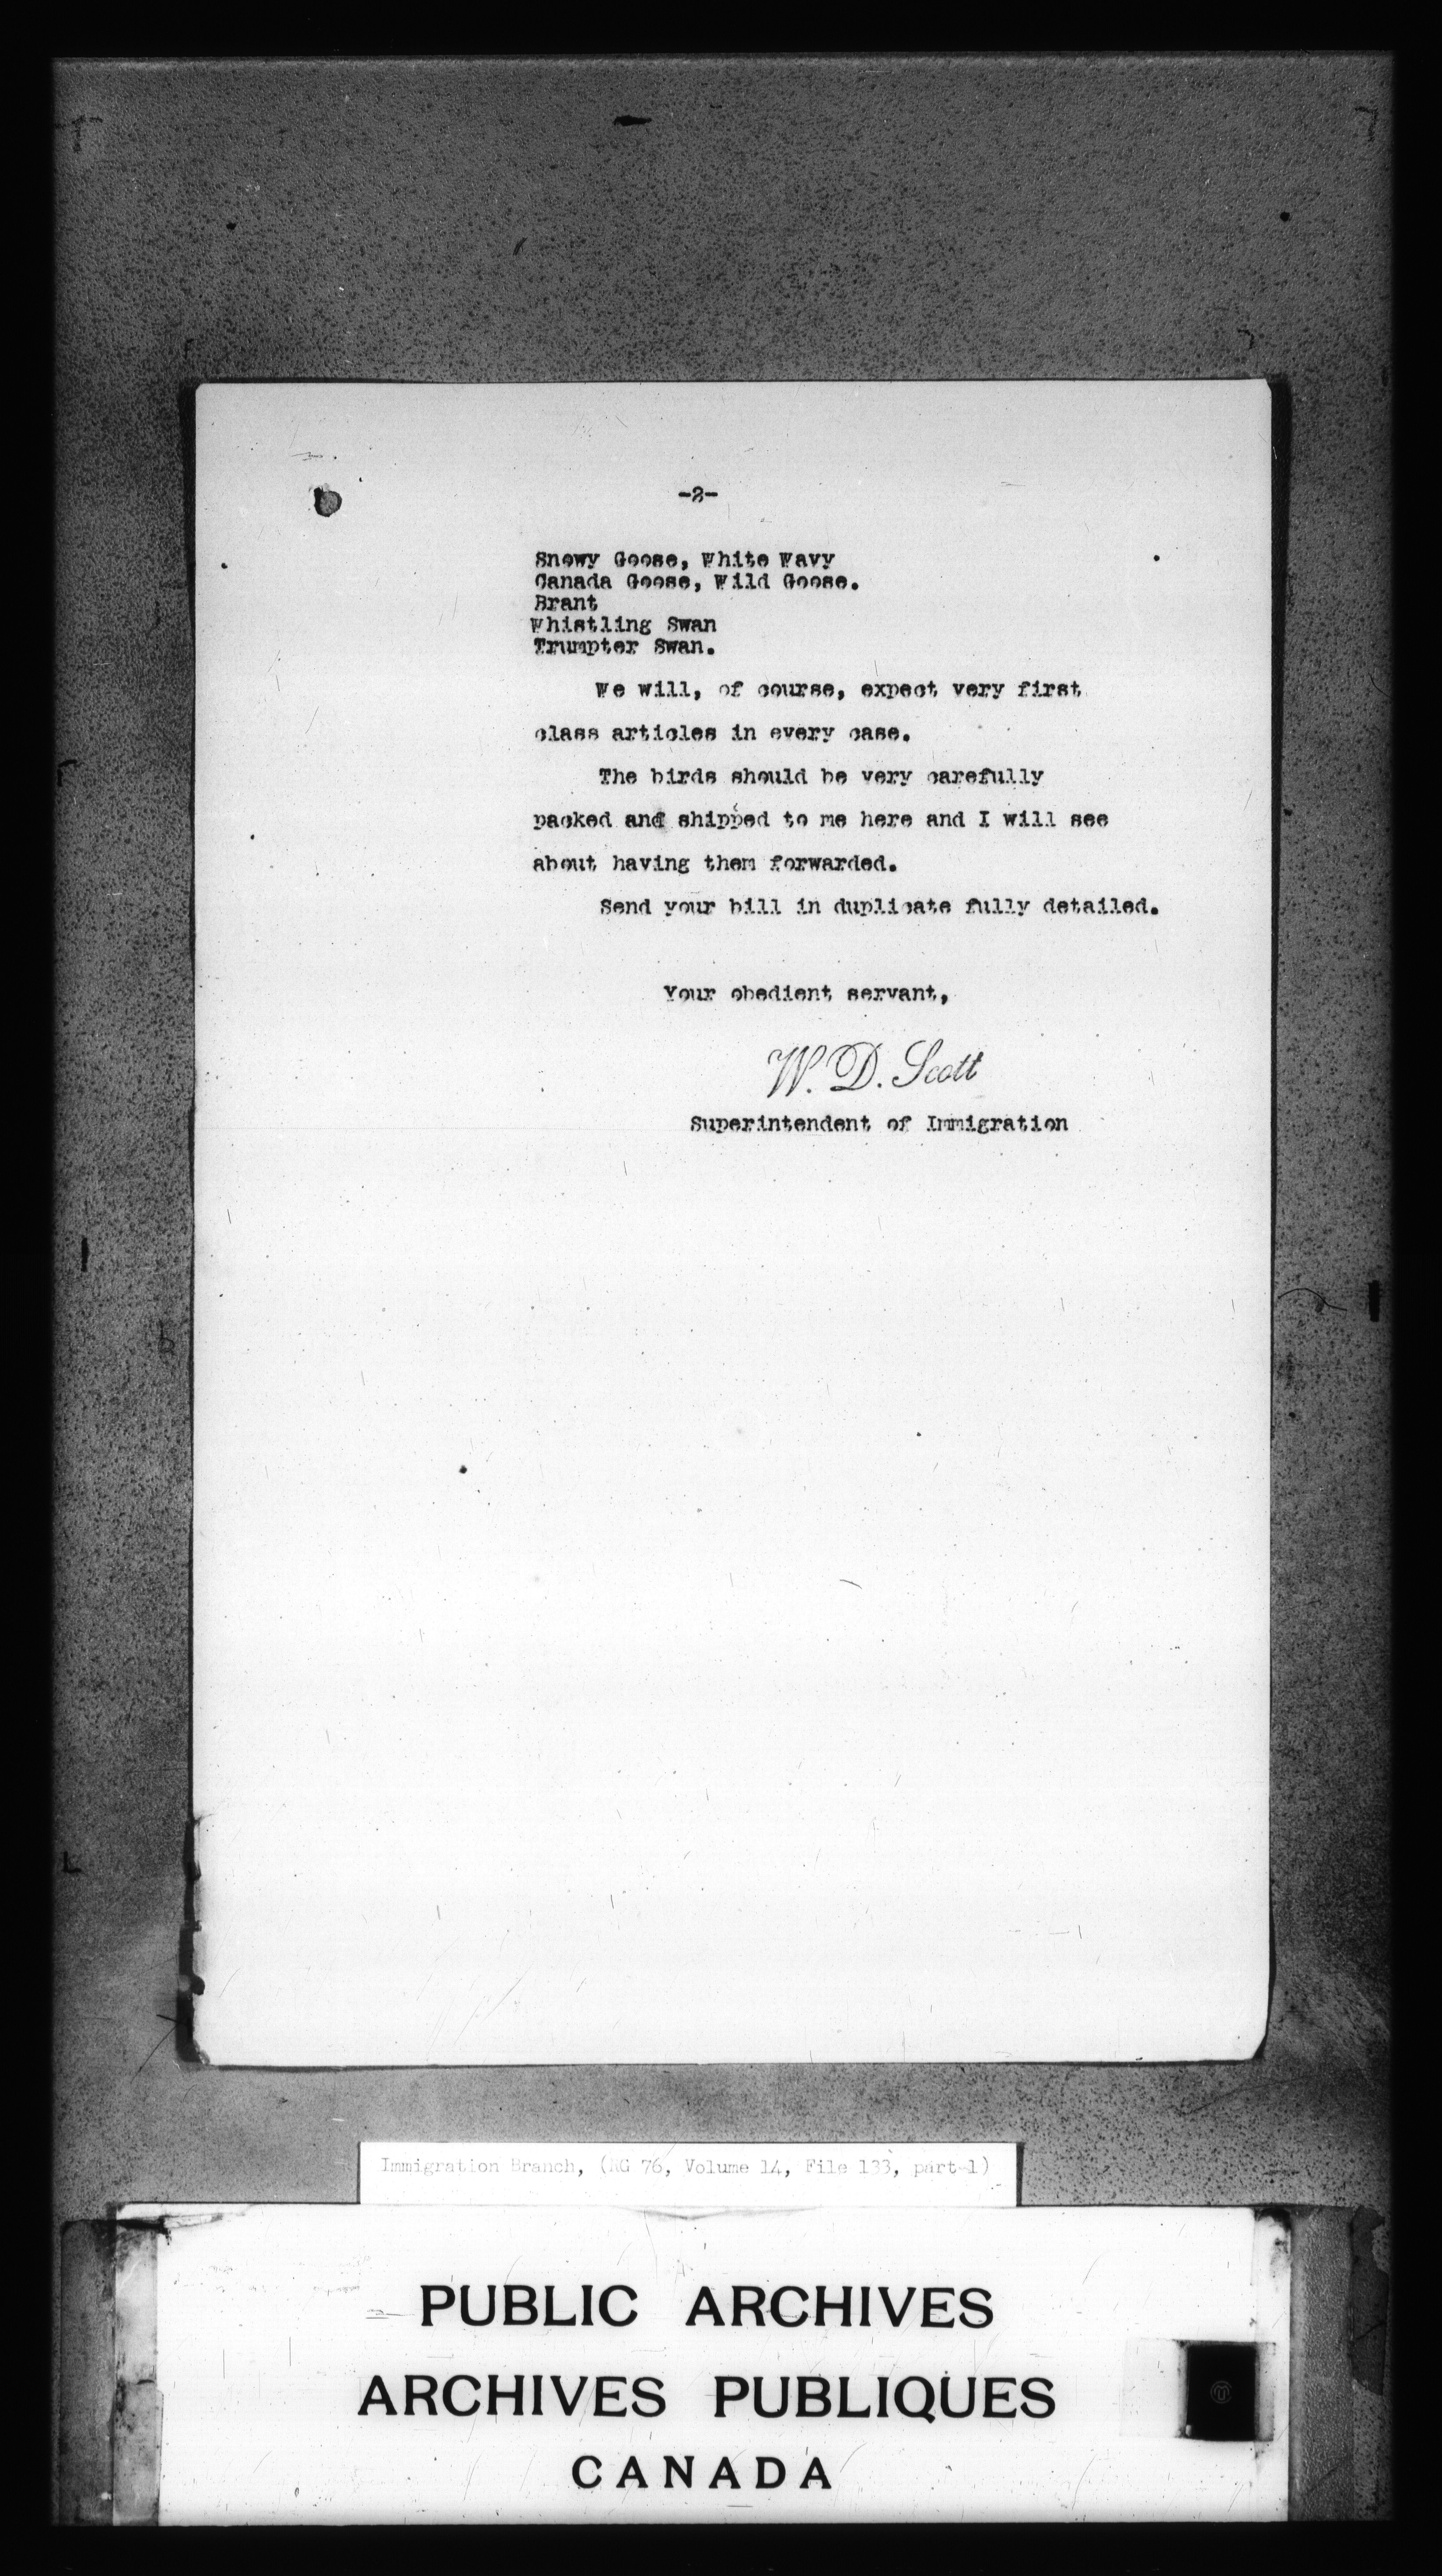 -2-
Snowy Goose, White Wavy
Canada Goose, Wild Goose.
Brant
Whistling Swan
Trumpter Swan.
We will, of course, expect very first
class articles in every case.
The birds should be very carefully
packed and shipped to me here and I will see
about having them forwarded.
Send your bill in duplicate fully detailed.
Your obedient servant,
W. D. Scott
Superintendent of Immigration
Immigration Branch, (RG 76, Volume 14, File 133, part 1)
PUBLIC ARCHIVES
ARCHIVES PUBLIQUES
CANADA